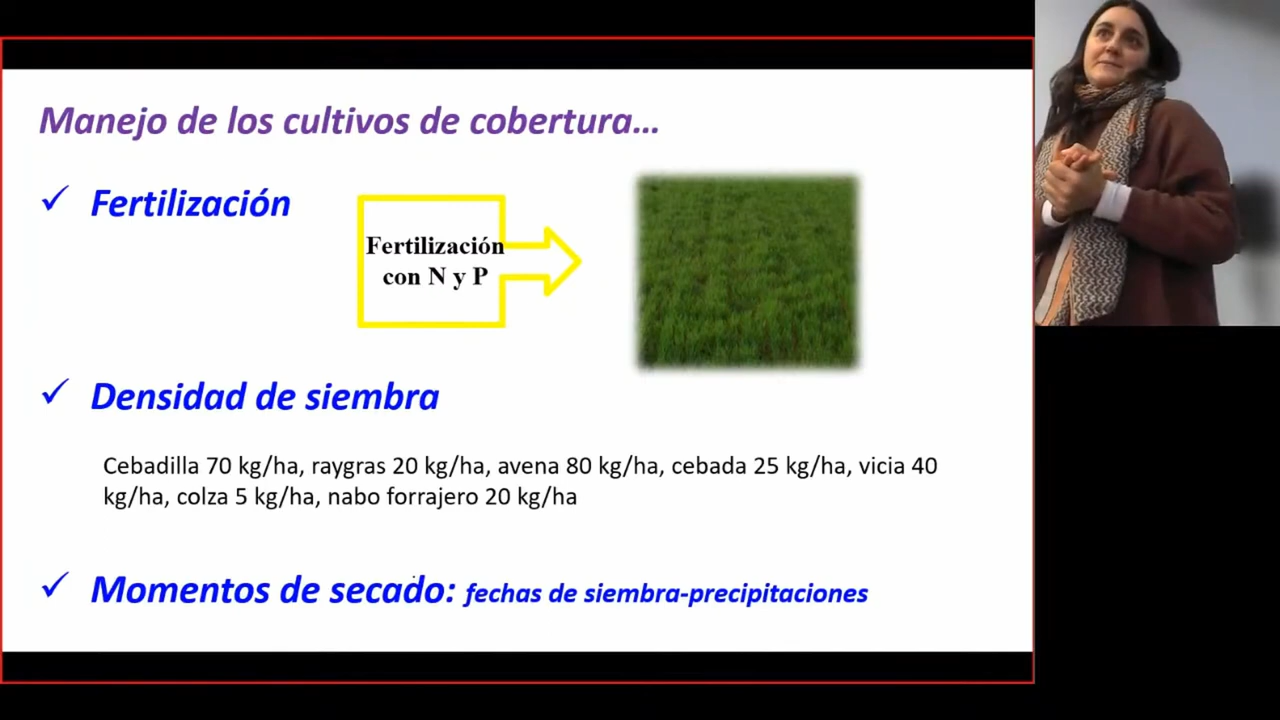 Manejo de los cultivos de cobertura...
✓ Fertilización
Fertilización
con N y P
✓ Densidad de siembra
Cebadilla 70 kg/ha, raygras 20 kg/ha, avena 80 kg/ha, cebada 25 kg/ha, vicia 40
kg/ha, colza 5 kg/ha, nabo forrajero 20 kg/ha
✓ Momentos de secado: fechas de siembra-precipitaciones